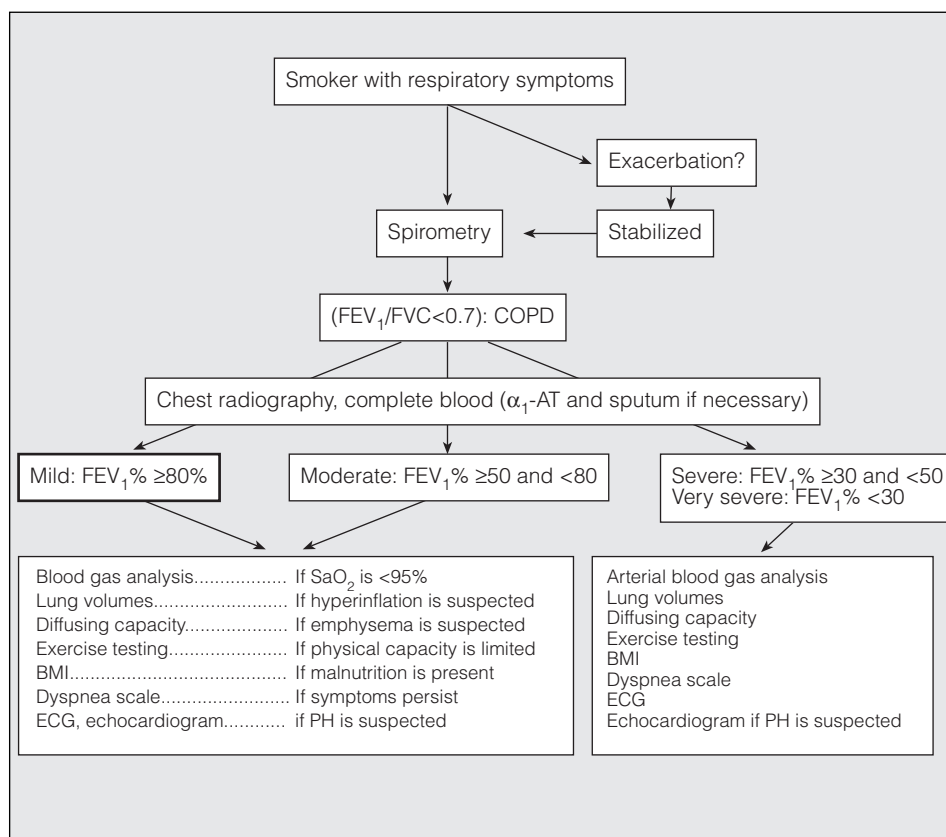 Smoker with respiratory symptoms
Exacerbation?
Spirometry
Stabilized
(FEV₁/FVC<0.7): COPD
Chest radiography, complete blood (α₁-AT and sputum if necessary)
Mild: FEV₁% ≥80%
Moderate: FEV₁% ≥50 and <80
Severe: FEV₁% ≥30 and <50
Very severe: FEV₁% <30
Blood gas analysis.................. If SaO₂ is <95%
Lung volumes.......................... If hyperinflation is suspected
Diffusing capacity.................... If emphysema is suspected
Exercise testing....................... If physical capacity is limited
BMI.......................................... If malnutrition is present
Dyspnea scale......................... If symptoms persist
ECG, echocardiogram............ if PH is suspected
Arterial blood gas analysis
Lung volumes
Diffusing capacity
Exercise testing
BMI
Dyspnea scale
ECG
Echocardiogram if PH is suspected